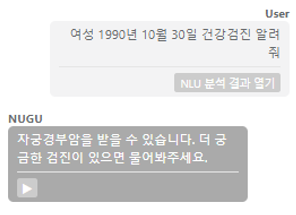 User
여성 1990년 10월 30일 건강검진 알려
줘
NLU 분석 결과 열기
NUGU
자궁경부암을 받을 수 있습니다. 더 궁
금한 검진이 있으면 물어봐주세요.